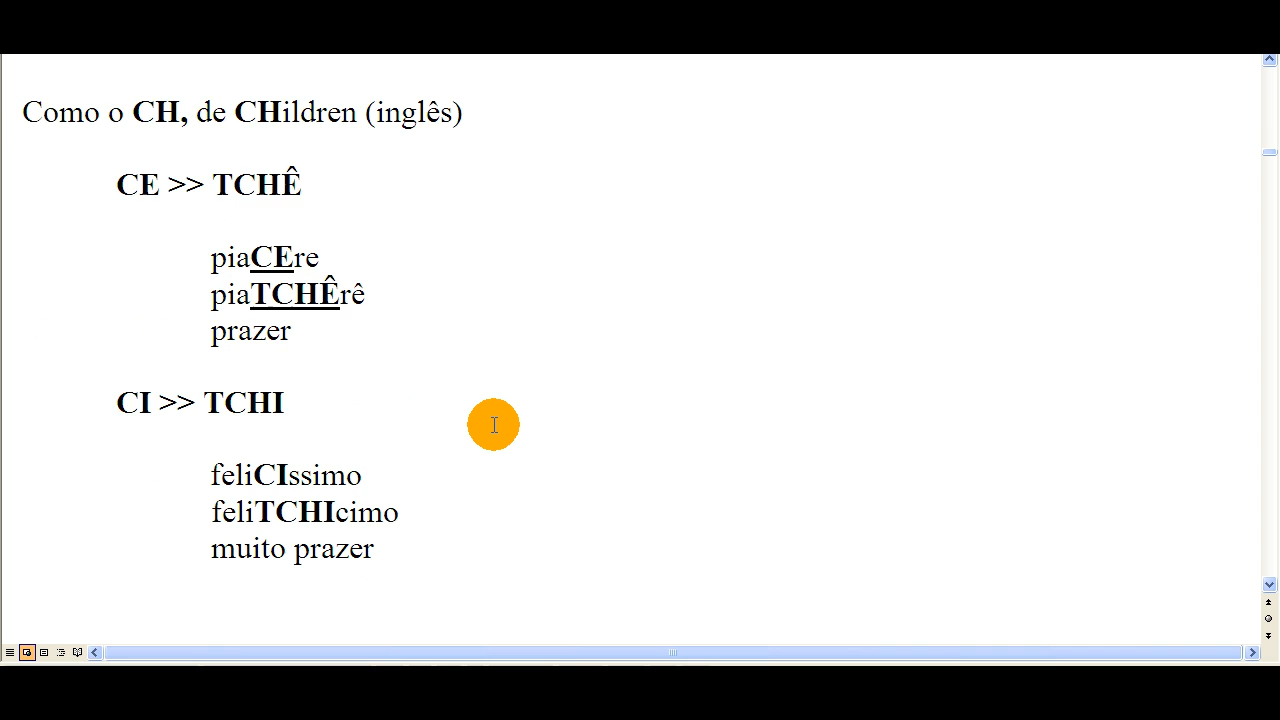 Como o CH, de CHildren (inglês)
CE >> TCHÊ
piaCEre
piaTCHÊrê
prazer
CI >> TCHI
feliCIssimo
feliTCHIcimo
muito prazer